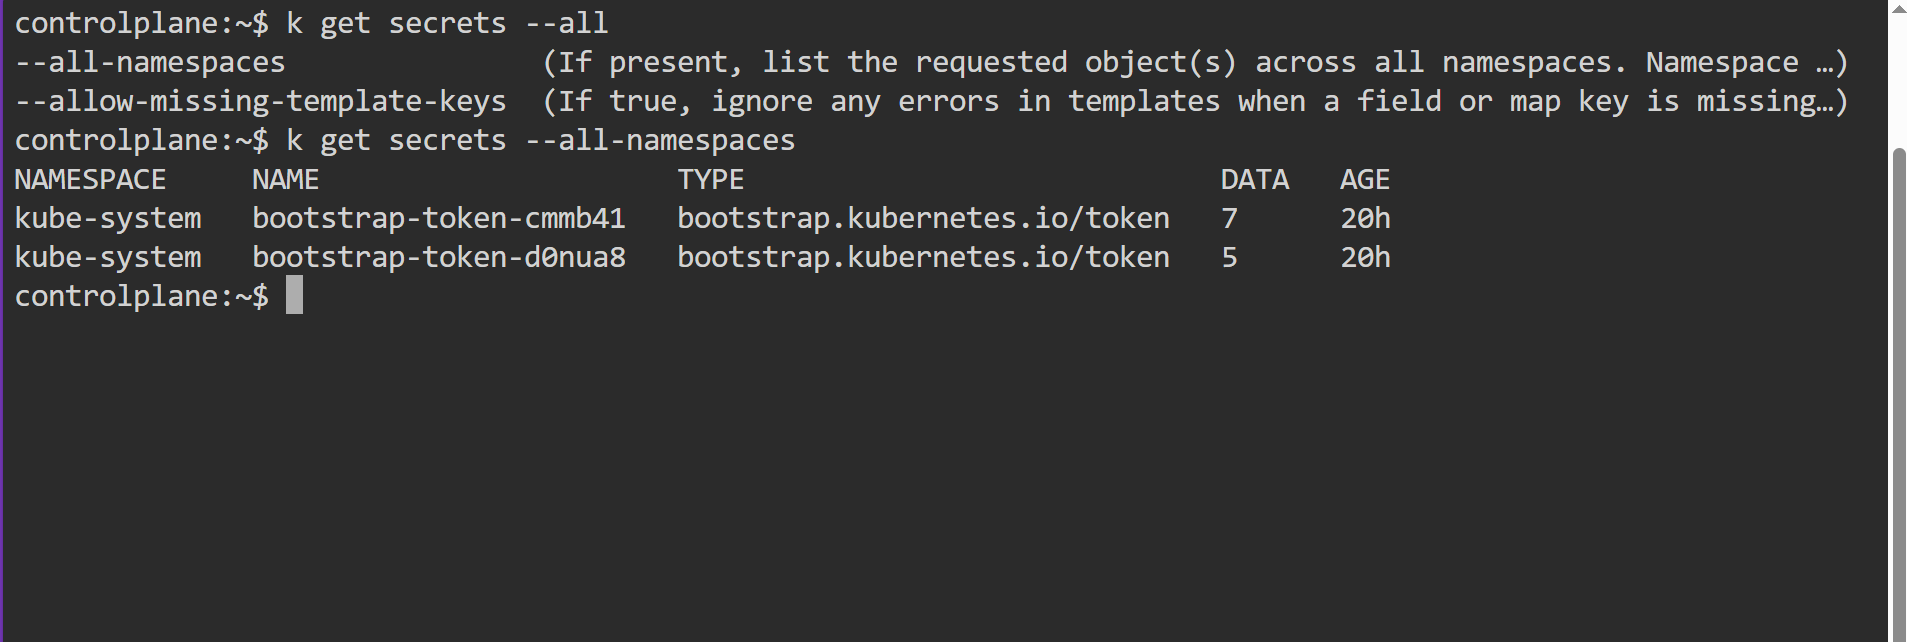 controlplane:~$ k get secrets --all
--all-namespaces               (If present, list the requested object(s) across all namespaces. Namespace …)
--allow-missing-template-keys  (If true, ignore any errors in templates when a field or map key is missing…)
controlplane:~$ k get secrets --all-namespaces
NAMESPACE     NAME                     TYPE                            DATA   AGE
kube-system   bootstrap-token-cmmb41   bootstrap.kubernetes.io/token   7      20h
kube-system   bootstrap-token-d0nua8   bootstrap.kubernetes.io/token   5      20h
controlplane:~$